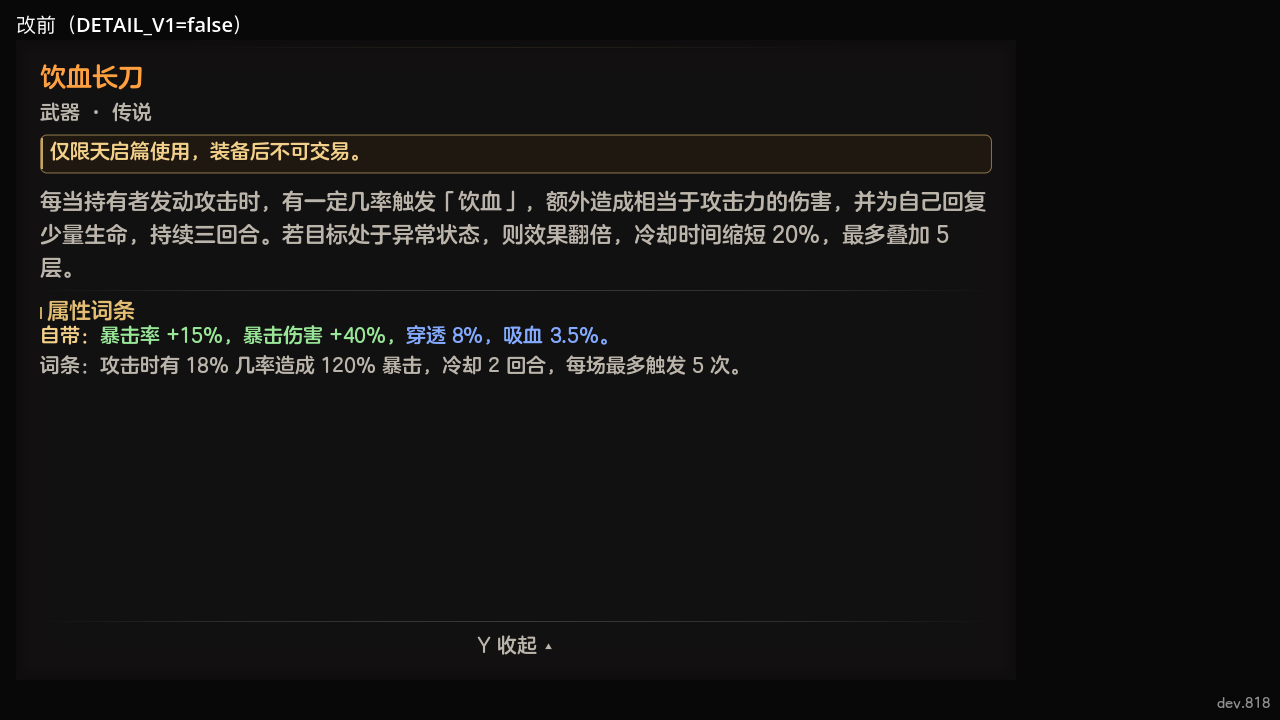 改前（DETAIL_V1=false）
饮血长刀
武器 · 传说
仅限天启篇使用，装备后不可交易。
每当持有者发动攻击时，有一定几率触发「饮血」，额外造成相当于攻击力的伤害，并为自己回复
少量生命，持续三回合。若目标处于异常状态，则效果翻倍，冷却时间缩短 20%，最多叠加 5
层。
属性词条
自带：暴击率 +15%，暴击伤害 +40%，穿透 8%，吸血 3.5%。
词条：攻击时有 18% 几率造成 120% 暴击，冷却 2 回合，每场最多触发 5 次。
Y 收起 ▴
dev.818